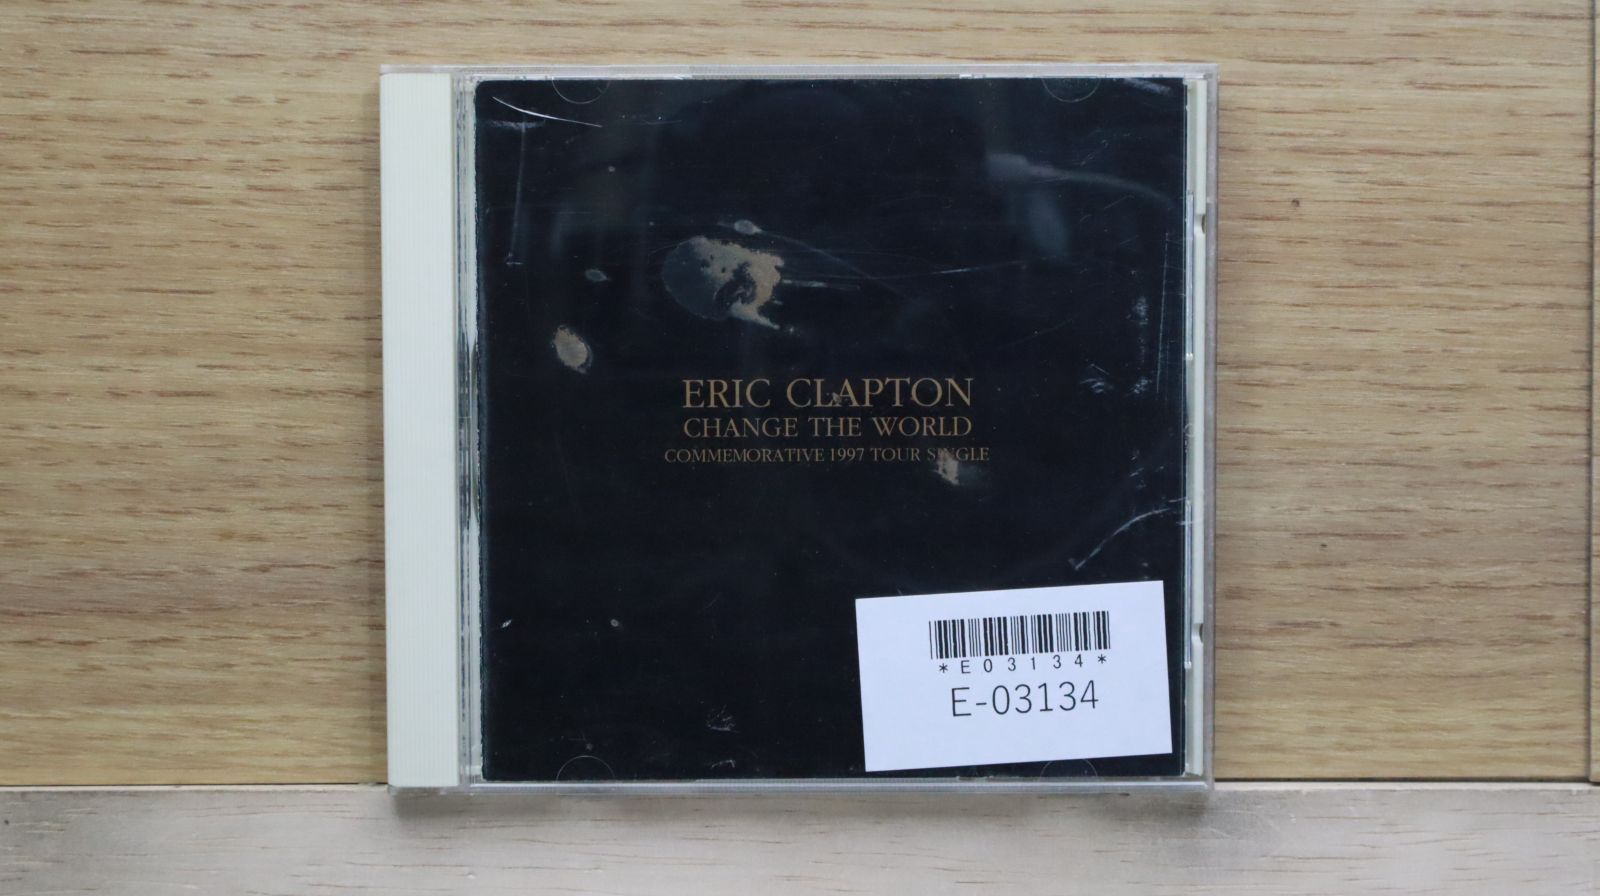 ERIC CLAPTON
CHANGE THE WORLD
COMMEMORATIVE 1997 TOUR SINGLE
*E03134*
E-03134